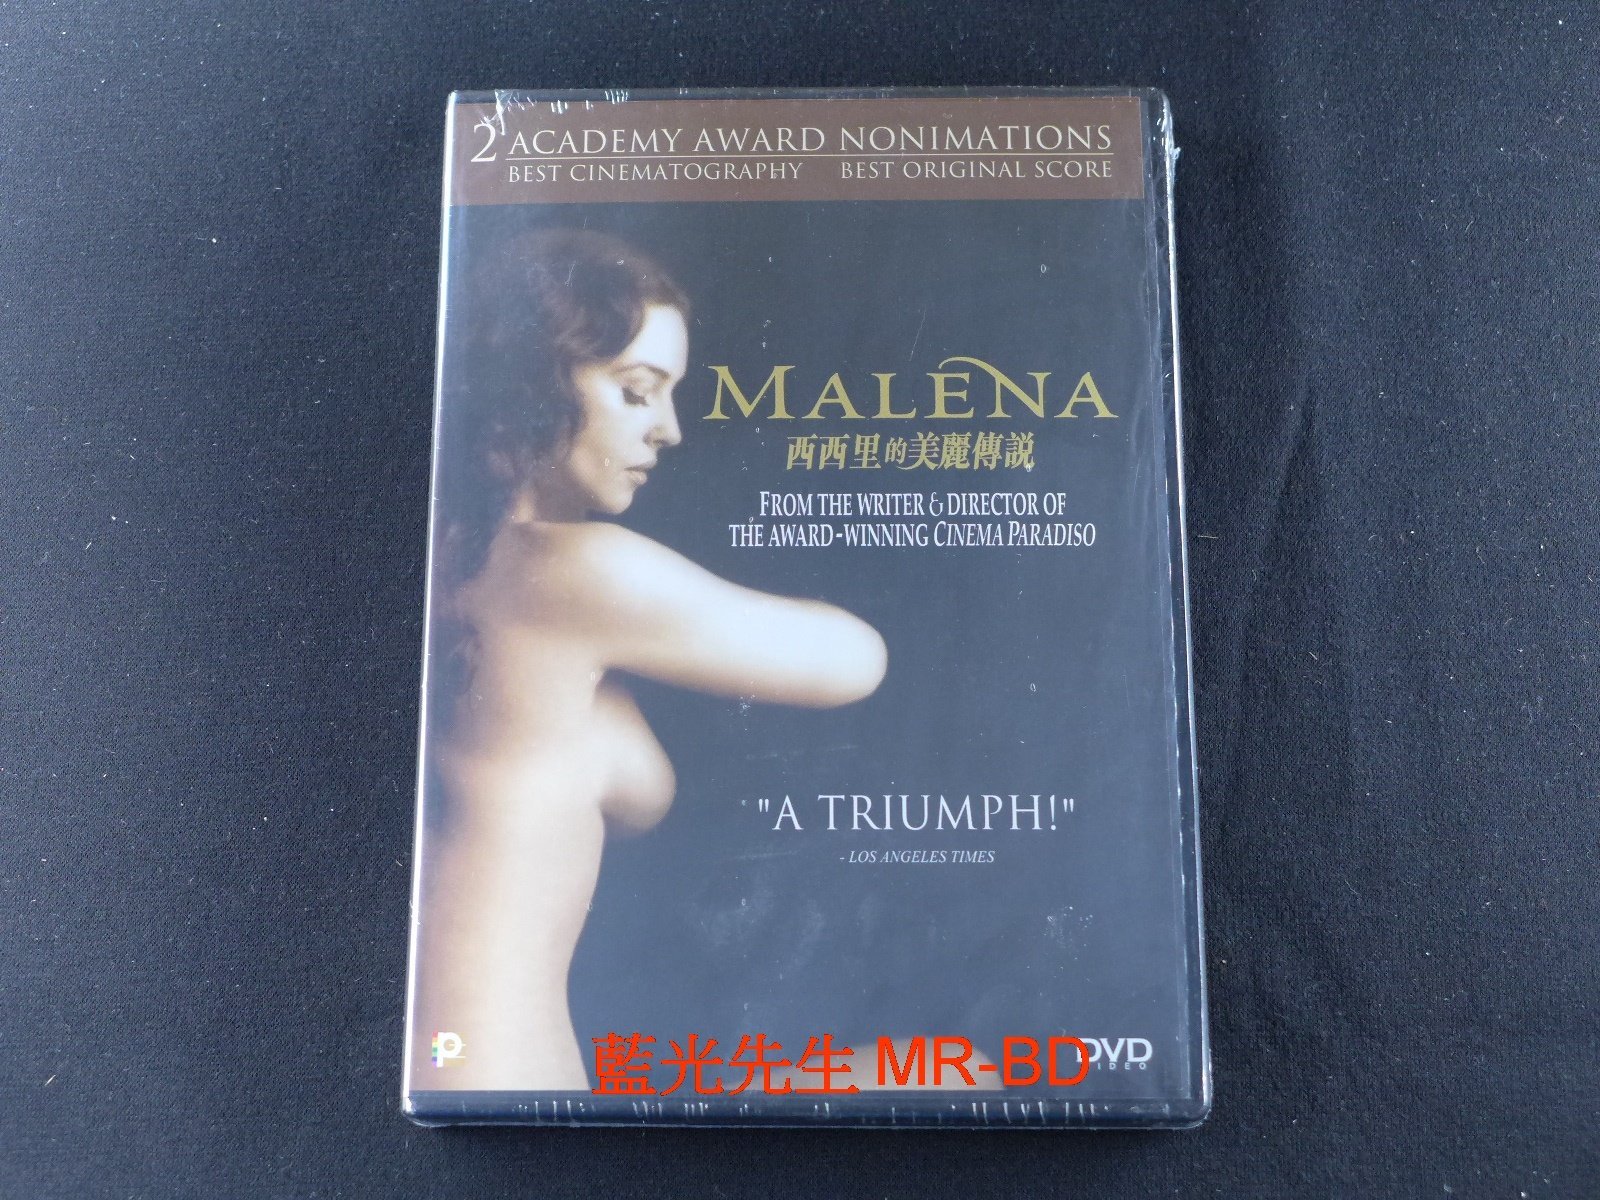 2 ACADEMY AWARD NONIMATIONS
BEST CINEMATOGRAPHY BEST ORIGINAL SCORE
MALÈNA
西西里的美麗傳説
FROM THE WRITER & DIRECTOR OF
THE AWARD-WINNING CINEMA PARADISO
"A TRIUMPH!"
- LOS ANGELES TIMES
藍光先生 MR-BD
DVD
VIDEO